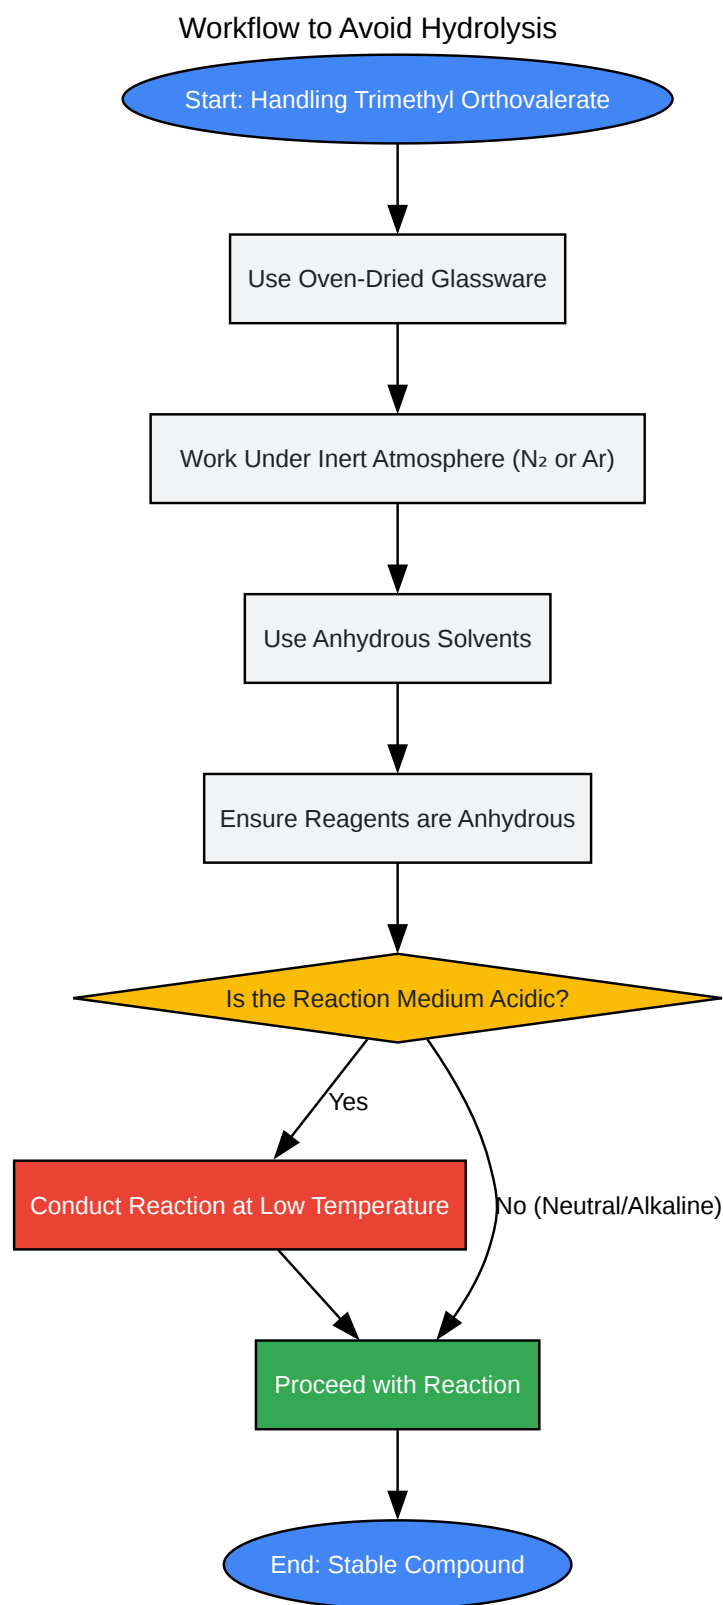 Workflow to Avoid Hydrolysis
Start: Handling Trimethyl Orthovalerate
Use Oven-Dried Glassware
Work Under Inert Atmosphere (N₂ or Ar)
Use Anhydrous Solvents
Ensure Reagents are Anhydrous
Is the Reaction Medium Acidic?
Yes
Conduct Reaction at Low Temperature
No (Neutral/Alkaline)
Proceed with Reaction
End: Stable Compound